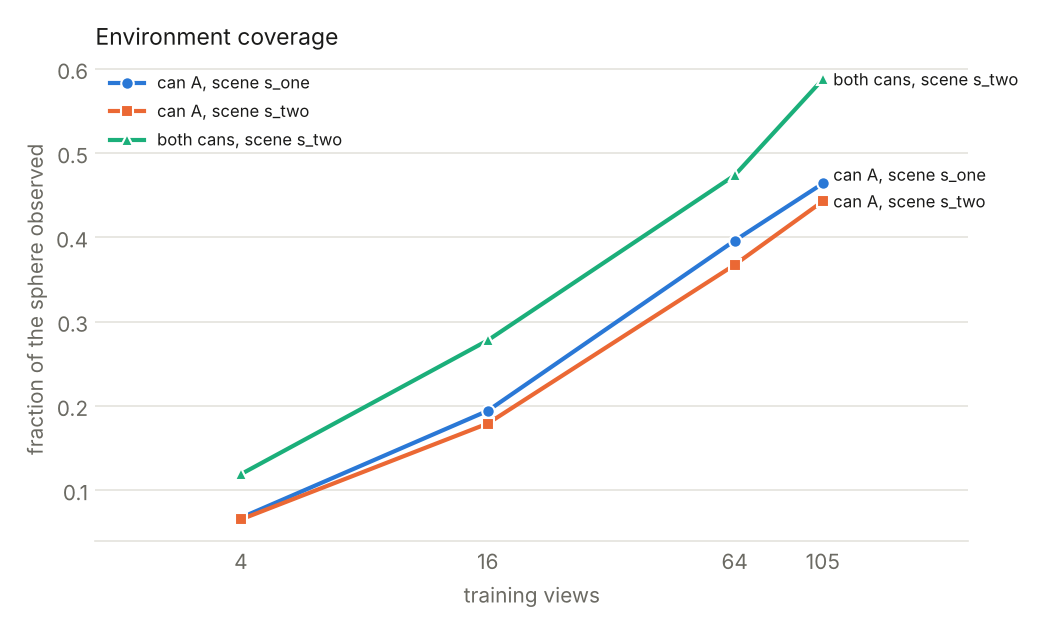 Environment coverage
can A, scene s_one
can A, scene s_two
both cans, scene s_two
both cans, scene s_two
can A, scene s_one
can A, scene s_two
fraction of the sphere observed
0.6
0.5
0.4
0.3
0.2
0.1
4 16 64 105
training views